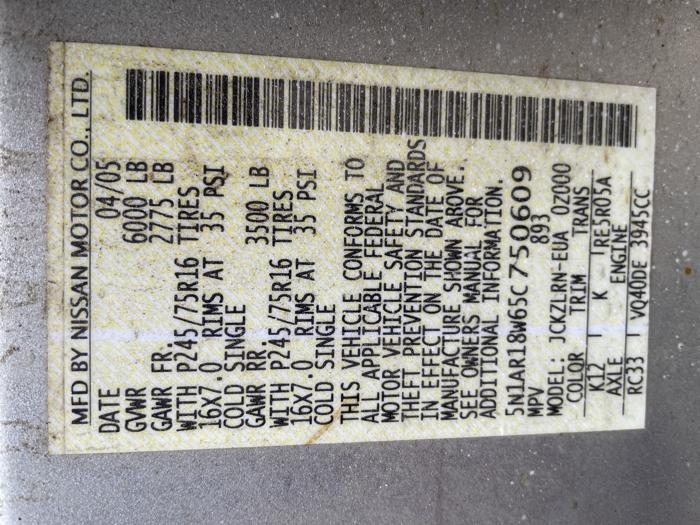 MFD BY NISSAN MOTOR CO., LTD.
DATE 04/05
GVWR 6000 LB
GAWR FR. 2775 LB
WITH P245/75R16 TIRES
16X7.0 RIMS AT 35 PSI
COLD SINGLE
GAWR RR. 3500 LB
WITH P245/75R16 TIRES
16X7.0 RIMS AT 35 PSI
COLD SINGLE
THIS VEHICLE CONFORMS TO
ALL APPLICABLE FEDERAL
MOTOR VEHICLE SAFETY AND
THEFT PREVENTION STANDARDS
IN EFFECT ON THE DATE OF
MANUFACTURE SHOWN ABOVE.
SEE OWNERS MANUAL FOR
ADDITIONAL INFORMATION.
5N1AR18W65C750609
MPV 893
MODEL: JCKZLRN-EUA 0Z000
COLOR TRIM TRANS
K12 K RE5R05A
AXLE ENGINE
RC33 VQ40DE 3945CC